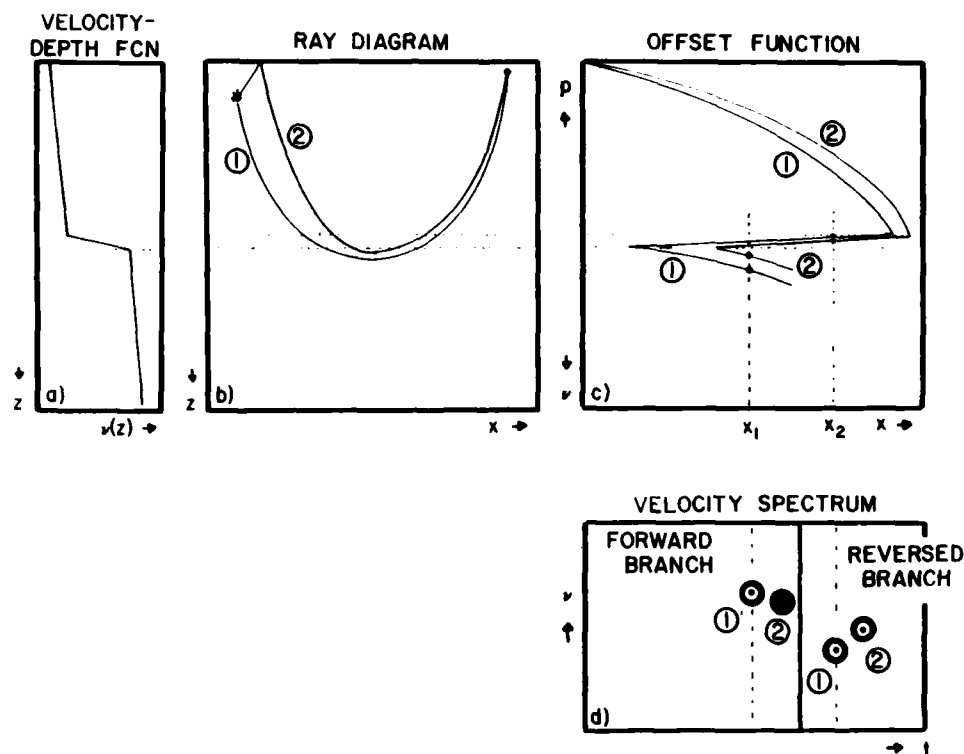 VELOCITY-
DEPTH FCN
a)
z
ν(z) →
RAY DIAGRAM
①
②
b)
z
x →
OFFSET FUNCTION
p
②
①
①
②
ν
c)
x₁
x₂
x →
VELOCITY SPECTRUM
FORWARD
BRANCH
REVERSED
BRANCH
ν
①
②
①
②
d)
→ t